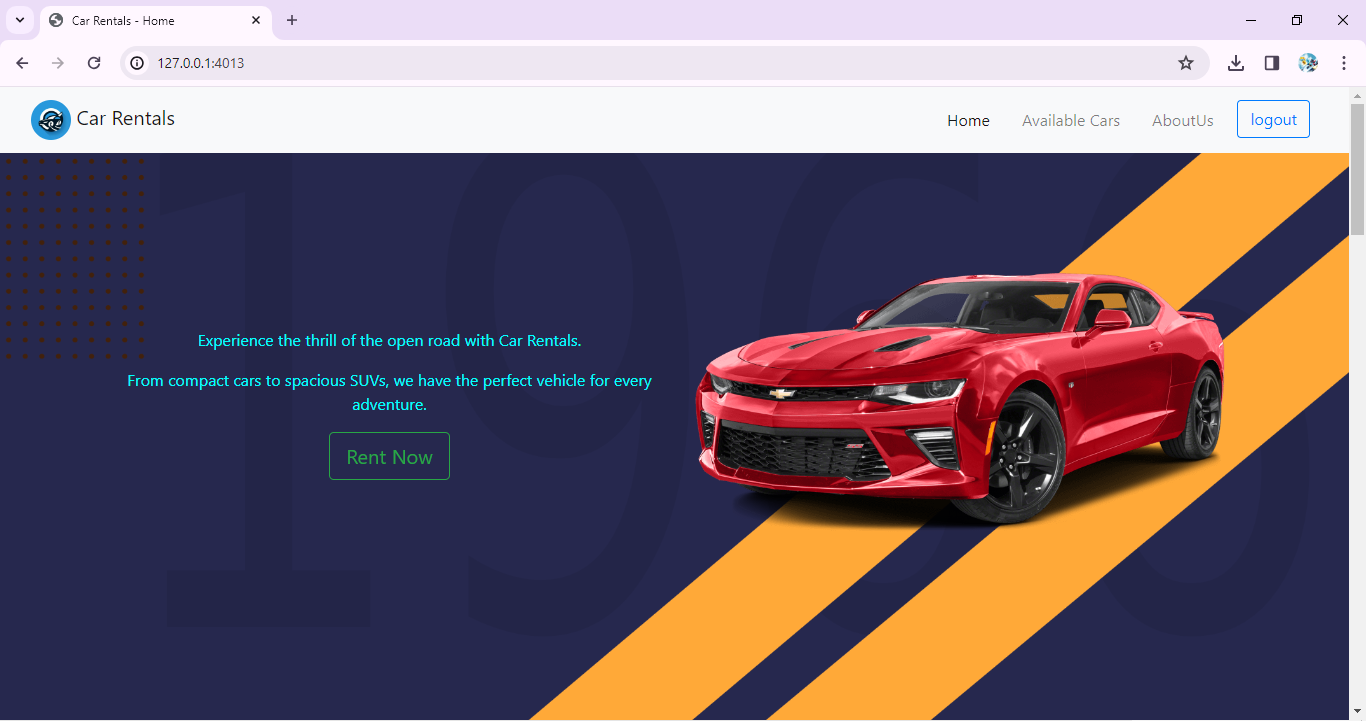 Car Rentals - Home
127.0.0.1:4013
Car Rentals
Home
Available Cars
AboutUs
logout
1966
Experience the thrill of the open road with Car Rentals.
From compact cars to spacious SUVs, we have the perfect vehicle for every
adventure.
Rent Now